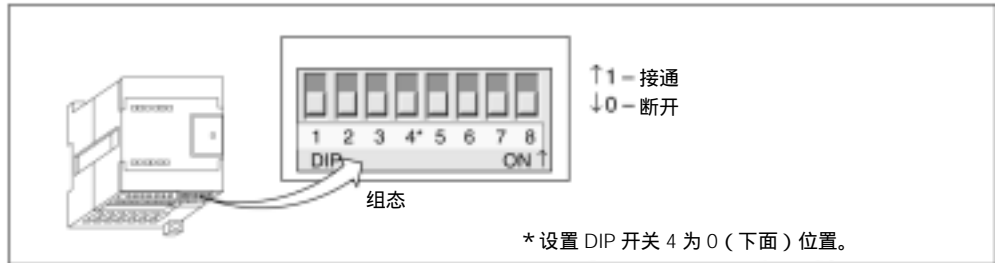 ↑1 – 接通
↓0 – 断开
1 2 3 4* 5 6 7 8
DIP ON ↑
组态
*设置 DIP 开关 4 为 0（下面）位置。